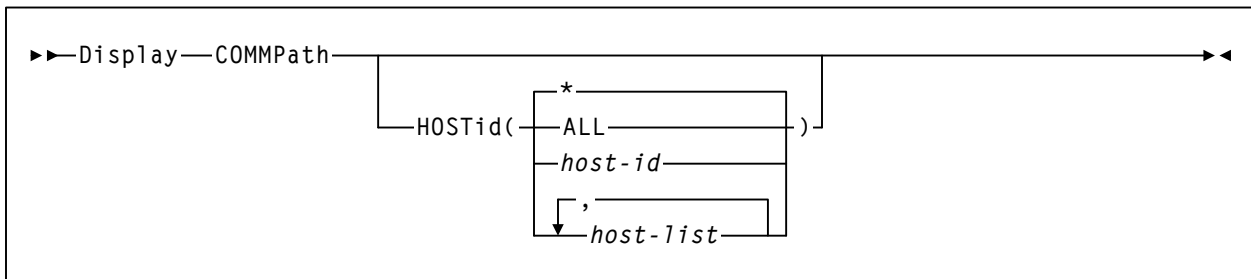 Display COMMPath
*
HOSTid( ALL )
host-id
,
host-list